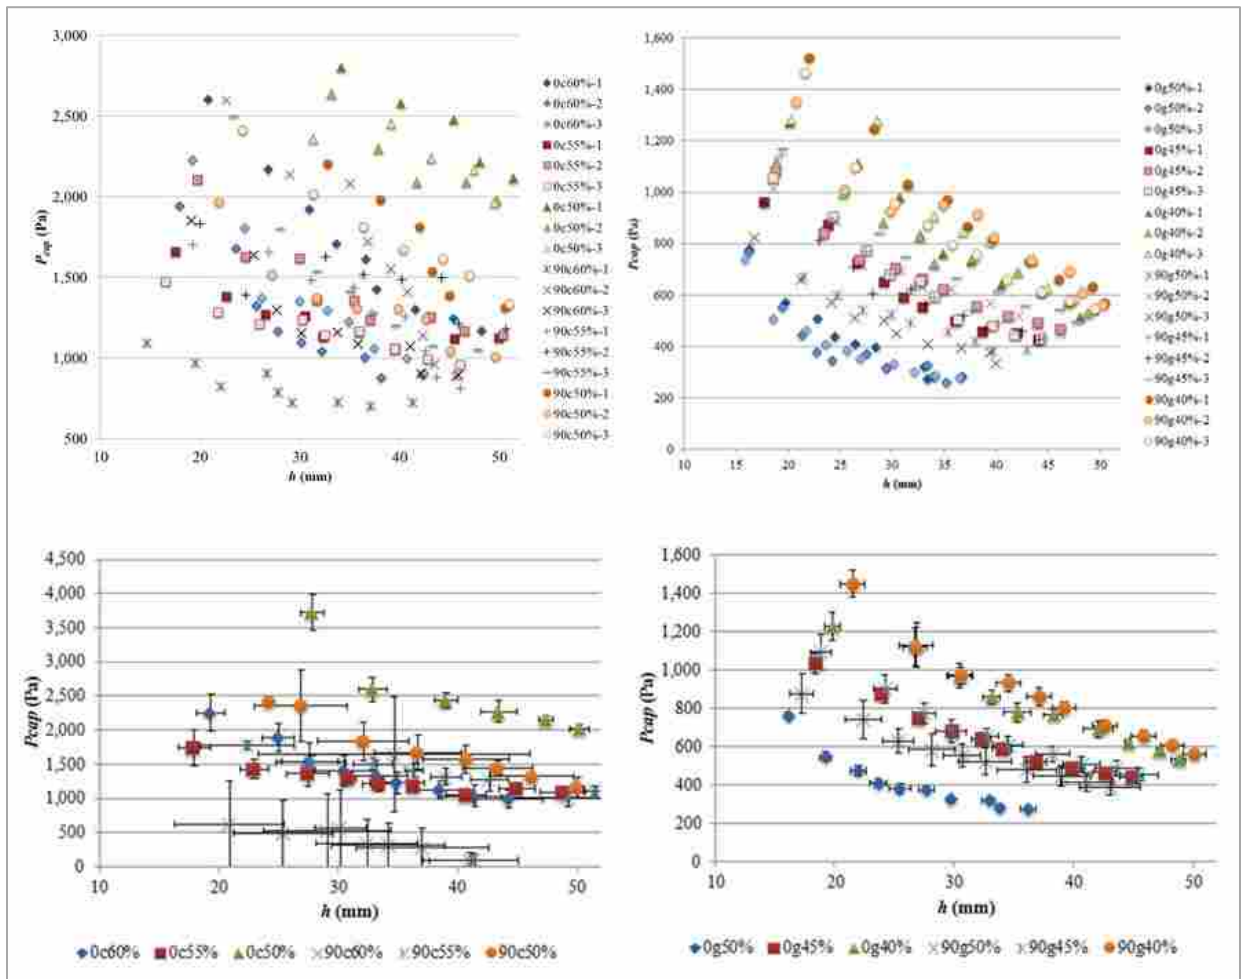 3,000
2,500
2,000
1,500
1,000
500
10
20
30
40
50
P_cap (Pa)
h (mm)
0c60%-1
0c60%-2
0c60%-3
0c55%-1
0c55%-2
0c55%-3
0c50%-1
0c50%-2
0c50%-3
90c60%-1
90c60%-2
90c60%-3
90c55%-1
90c55%-2
90c55%-3
90c50%-1
90c50%-2
90c50%-3
1,600
1,400
1,200
1,000
800
600
400
200
0
10
15
20
25
30
35
40
45
50
Pcap (Pa)
h (mm)
0g50%-1
0g50%-2
0g50%-3
0g45%-1
0g45%-2
0g45%-3
0g40%-1
0g40%-2
0g40%-3
90g50%-1
90g50%-2
90g50%-3
90g45%-1
90g45%-2
90g45%-3
90g40%-1
90g40%-2
90g40%-3
4,500
4,000
3,500
3,000
2,500
2,000
1,500
1,000
500
0
10
20
30
40
50
Pcap (Pa)
h (mm)
0c60% 0c55% 0c50% 90c60% 90c55% 90c50%
1,600
1,400
1,200
1,000
800
600
400
200
0
10
20
30
40
50
Pcap (Pa)
h (mm)
0g50% 0g45% 0g40% 90g50% 90g45% 90g40%